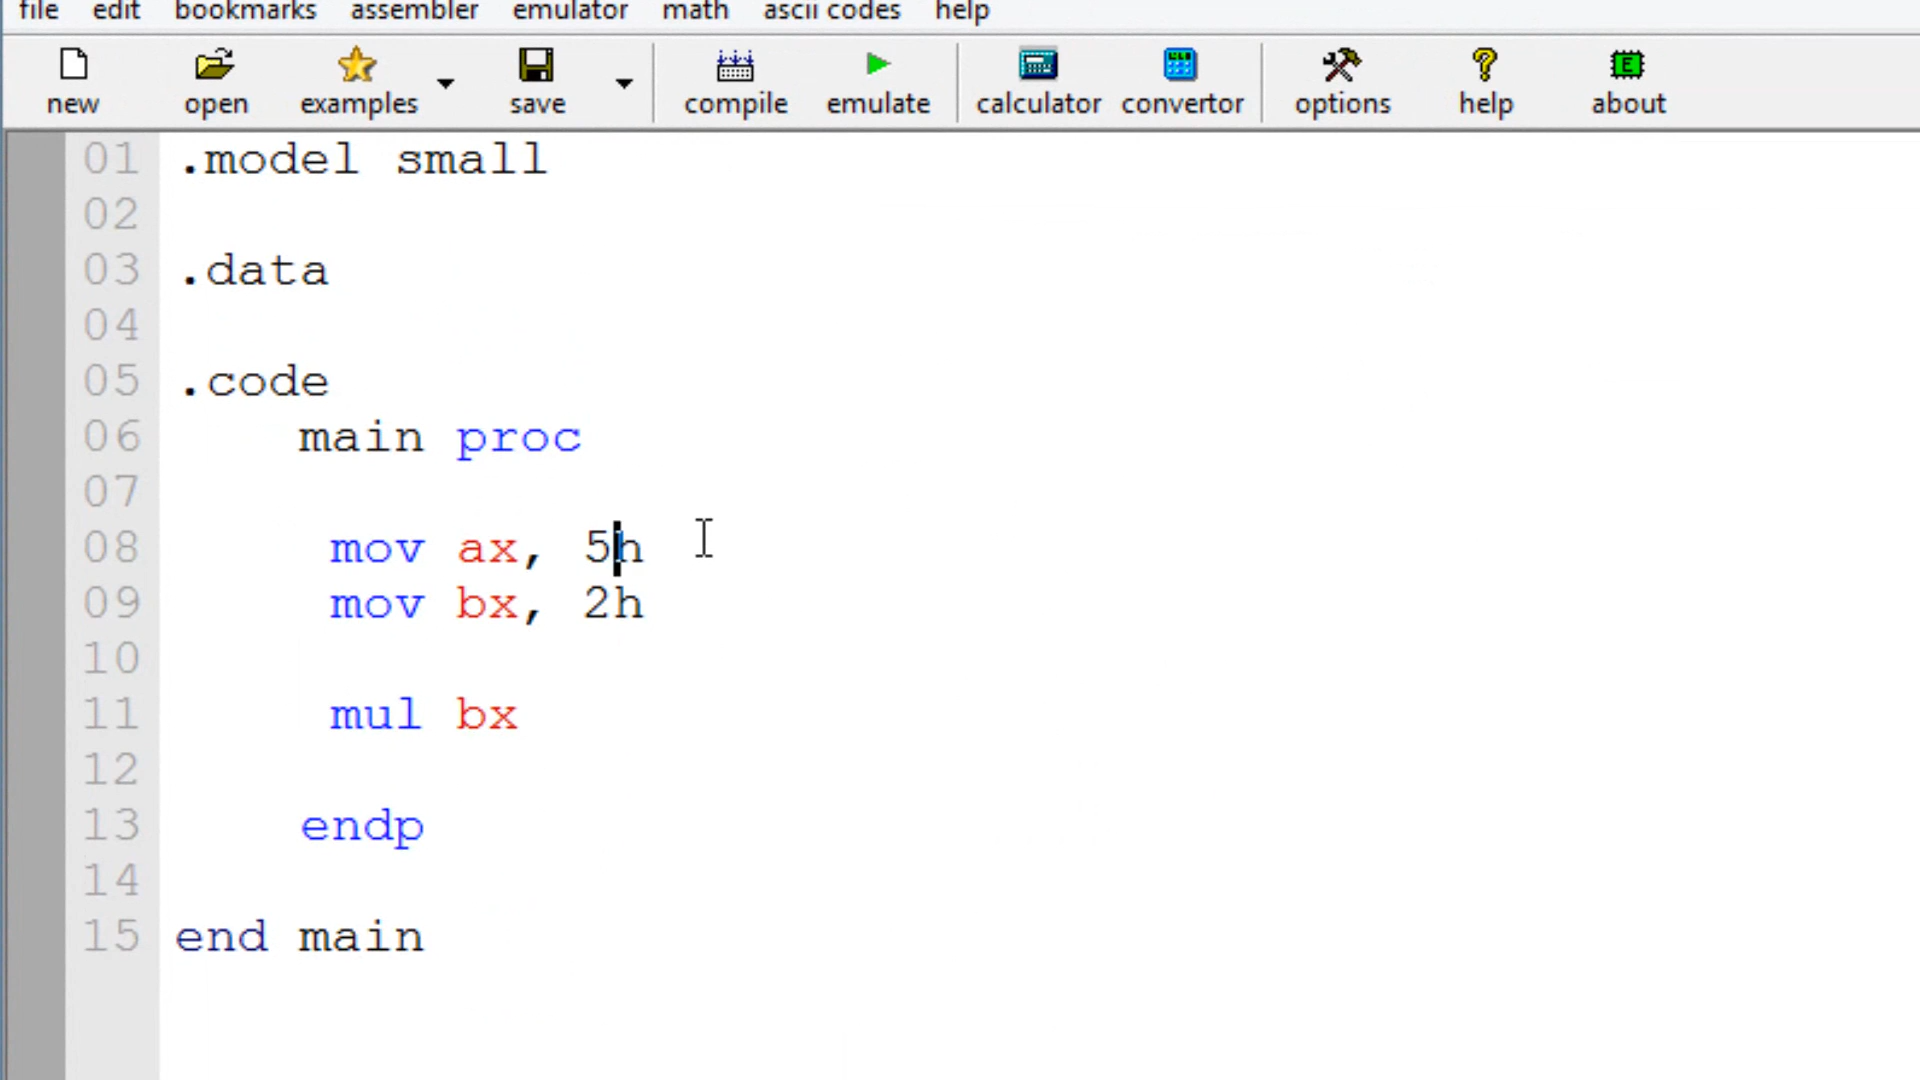 file edit bookmarks assembler emulator math ascii codes help
new open examples save compile emulate calculator convertor options help about
01 .model small
02
03 .data
04
05 .code
06 main proc
07
08 mov ax, 5h
09 mov bx, 2h
10
11 mul bx
12
13 endp
14
15 end main